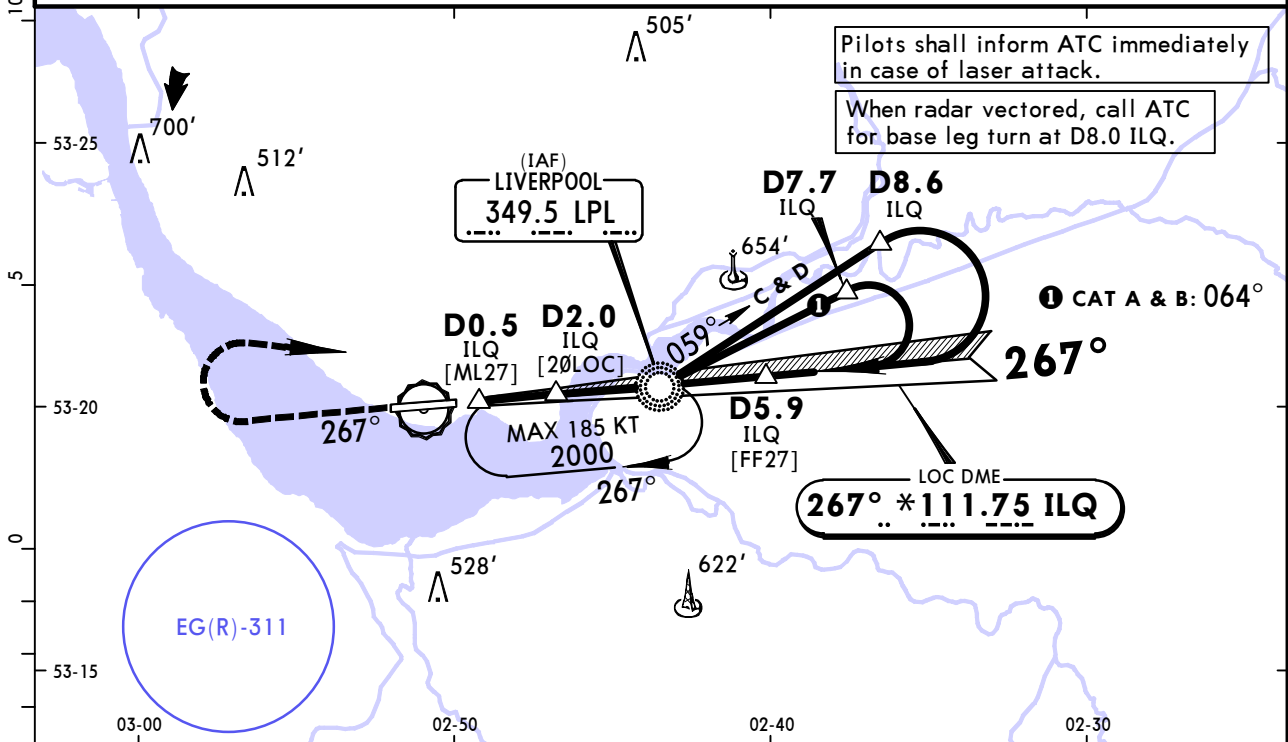 10
505'
Pilots shall inform ATC immediately
in case of laser attack.
When radar vectored, call ATC
for base leg turn at D8.0 ILQ.
700'
53-25
512'
(IAF)
LIVERPOOL
349.5 LPL
D7.7
ILQ
D8.6
ILQ
654'
5
C & D
1
1 CAT A & B: 064°
059°
D0.5
ILQ
[ML27]
D2.0
ILQ
[20LOC]
267°
53-20
267°
MAX 185 KT
2000
267°
D5.9
ILQ
[FF27]
LOC DME
267° *111.75 ILQ
0
528'
622'
EG(R)-311
53-15
03-00
02-50
02-40
02-30